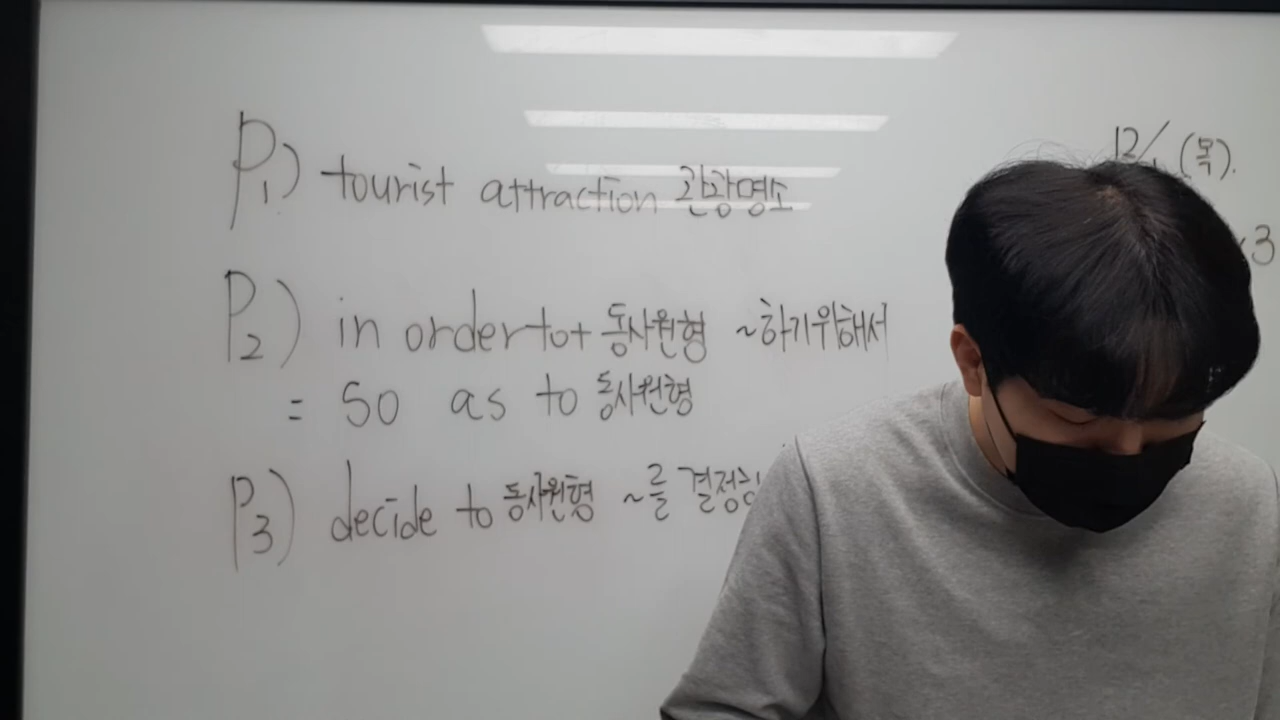 P1) tourist attraction 관광명소
P2) in order to + 동사원형 ~하기위해서
= so as to 동사원형
P3) decide to 동사원형 ~를 결정
12/ (목).
3